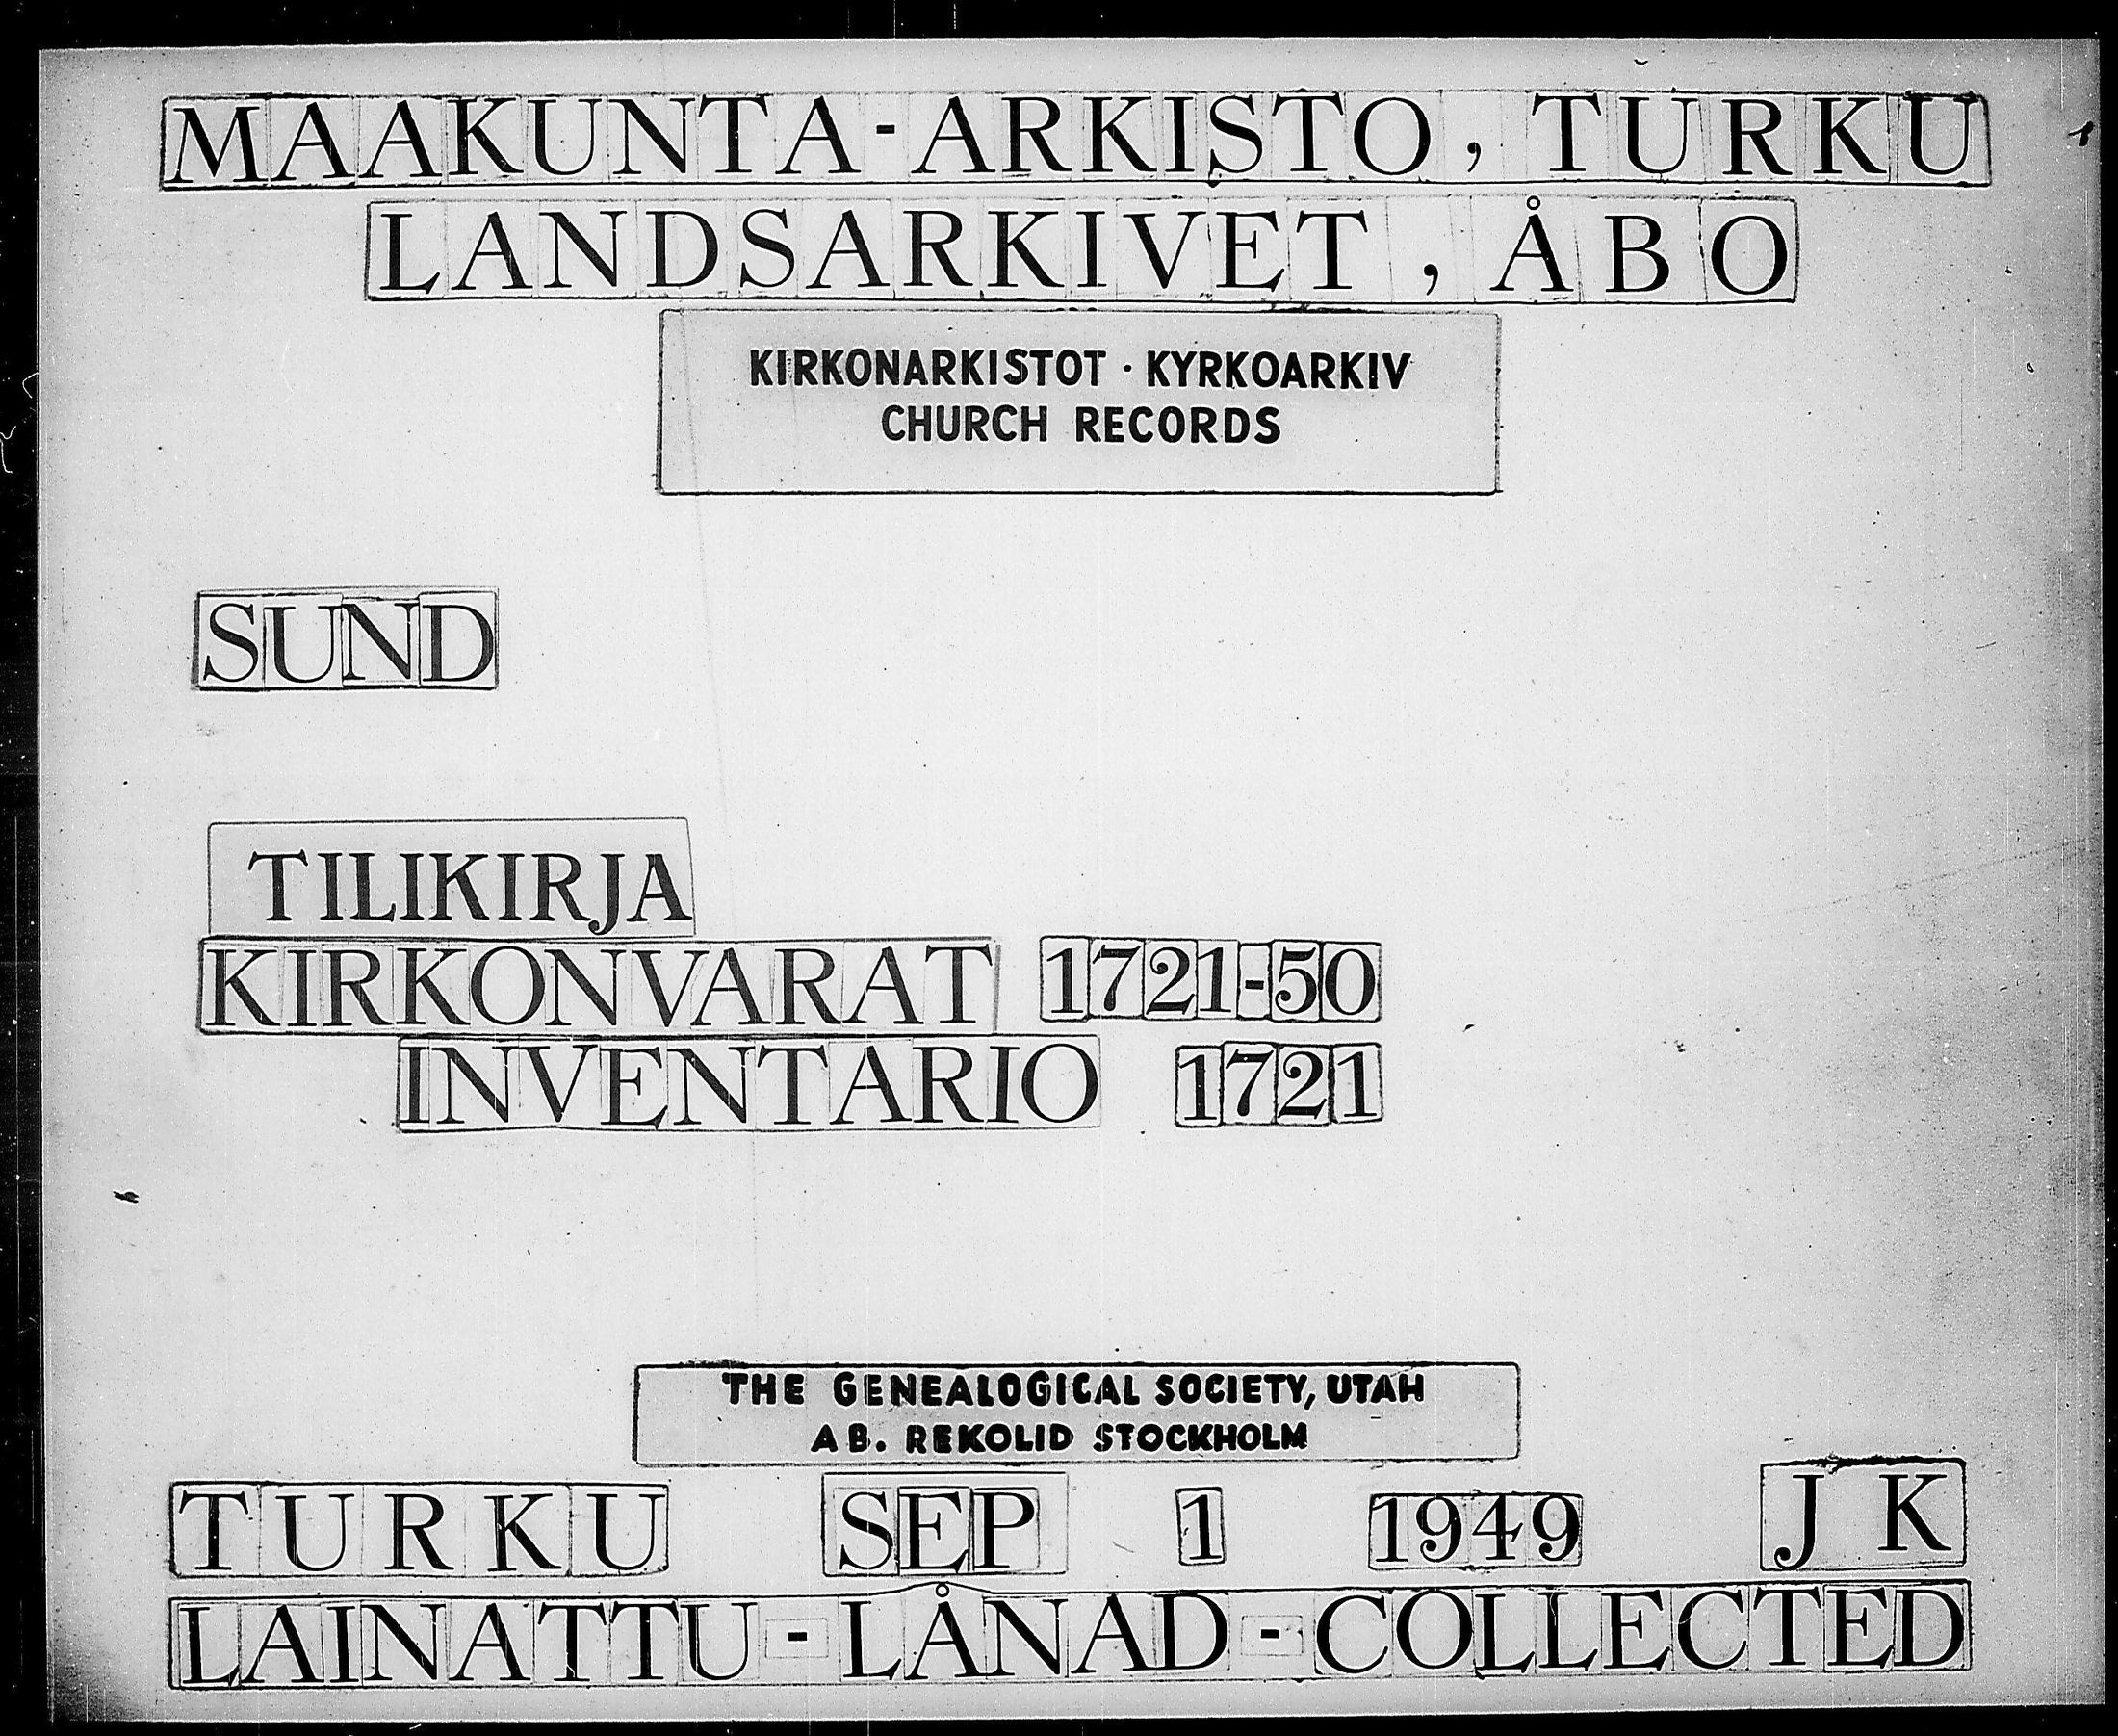 MAAKUNTA-ARKISTO, TURKU
LANDSARKIVET, ÅBO
KIRKONARKISTOT · KYRKOARKIV
CHURCH RECORDS
SUND
TILIKIRJA
KIRKONVARAT 1721-50
INVENTARIO 1721
THE GENEALOGICAL SOCIETY, UTAH
AB. REKOLID STOCKHOLM
TURKU SEP 1 1949 J K
LAINATTU-LÅNAD-COLLECTED